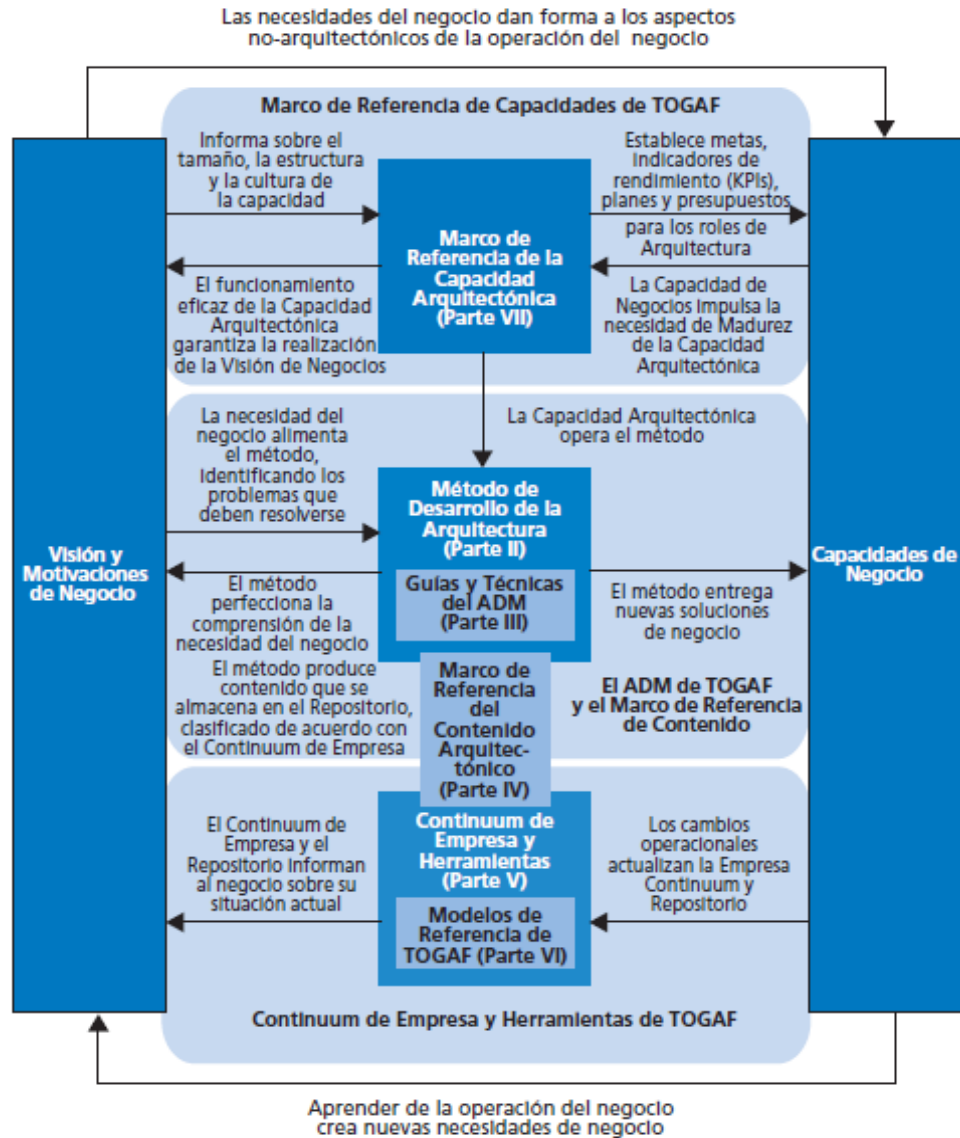 Las necesidades del negocio dan forma a los aspectos
no-arquitectónicos de la operación del negocio
Marco de Referencia de Capacidades de TOGAF
Informa sobre el
tamaño, la estructura
y la cultura de
la capacidad
Establece metas,
indicadores de
rendimiento (KPIs),
planes y presupuestos
para los roles de
Arquitectura
Marco de
Referencia de la
Capacidad
Arquitectónica
(Parte VII)
El funcionamiento
eficaz de la Capacidad
Arquitectónica
garantiza la realización
de la Visión de Negocios
La Capacidad de
Negocios impulsa la
necesidad de Madurez
de la Capacidad
Arquitectónica
La necesidad del
negocio alimenta
el método,
identificando los
problemas que
deben resolverse
La Capacidad Arquitectónica
opera el método
Método de
Desarrollo de la
Arquitectura
(Parte II)
Visión y
Motivaciones
de Negocio
Capacidades de
Negocio
Guías y Técnicas
del ADM
(Parte III)
El método
perfecciona la
comprensión de la
necesidad del negocio
El método entrega
nuevas soluciones
de negocio
El método produce
contenido que se
almacena en el Repositorio,
clasificado de acuerdo con
el Continuum de Empresa
Marco de
Referencia
del
Contenido
Arquitec-
tónico
(Parte IV)
El ADM de TOGAF
y el Marco de Referencia
de Contenido
El Continuum de
Empresa y el
Repositorio informan
al negocio sobre su
situación actual
Continuum de
Empresa y
Herramientas
(Parte V)
Los cambios
operacionales
actualizan la Empresa
Continuum y
Repositorio
Modelos de
Referencia de
TOGAF (Parte VI)
Continuum de Empresa y Herramientas de TOGAF
Aprender de la operación del negocio
crea nuevas necesidades de negocio